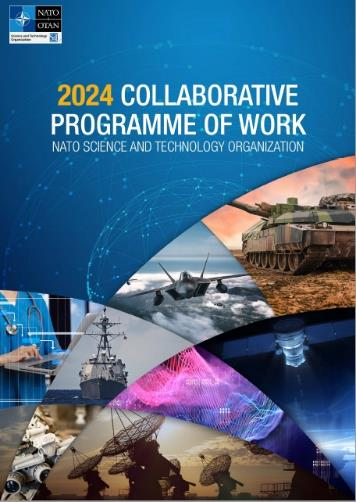 NATO
OTAN
Science and Technology
Organization
2024 COLLABORATIVE
PROGRAMME OF WORK
NATO SCIENCE AND TECHNOLOGY ORGANIZATION